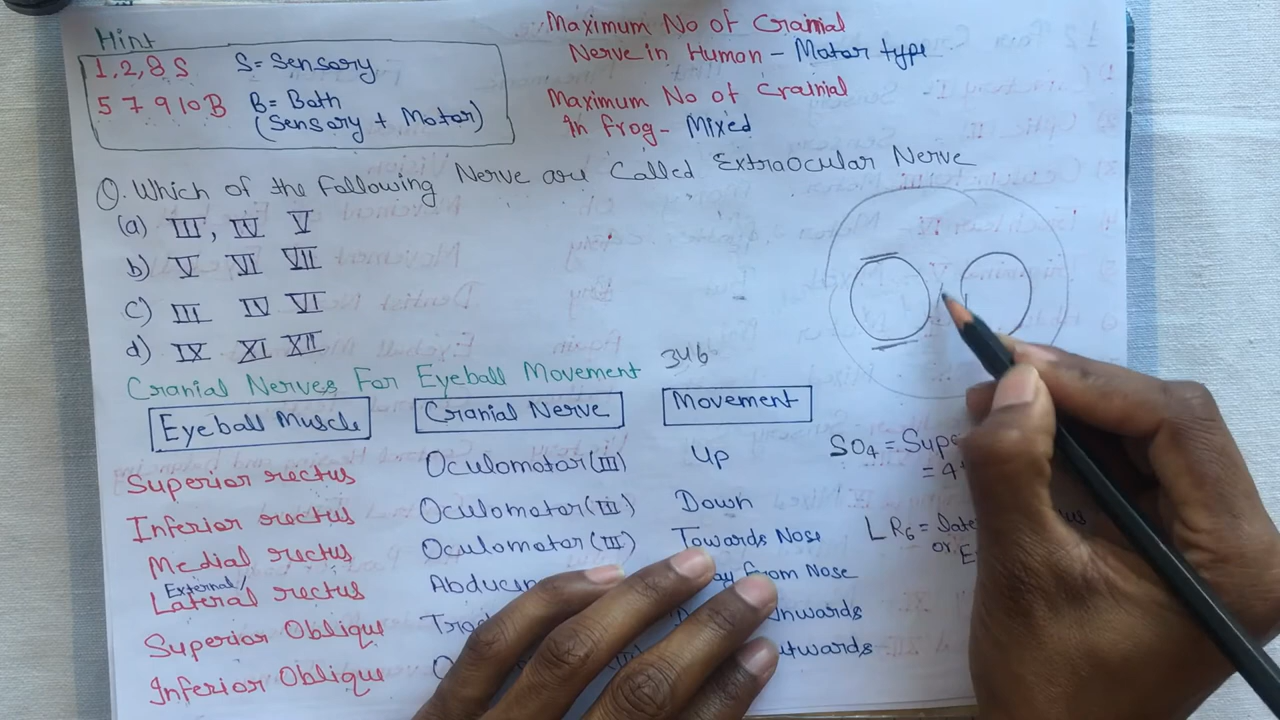 Hint
1,2,8 S S = Sensory
5 7 9 10 B B = Both
(Sensory + Motor)
Maximum No of Cranial
Nerve in Human - Motor type
Maximum No of Crainial
in frog - Mixed
Q. Which of the following Nerve are Called Extraocular Nerve
(a) III, IV V
b) V VI VII
c) III IV VI
d) IX XI XII
Cranial Nerves For Eyeball Movement 346
Eyeball Muscle Cranial Nerve Movement
Superior rectus Oculomotor (III) Up
Inferior rectus Oculomotor (III) Down
Medial rectus Oculomotor (III) Towards Nose
External/
Lateral rectus from Nose
Superior Oblique
Inferior Oblique
SO4 =
= 4
LR6 =
or